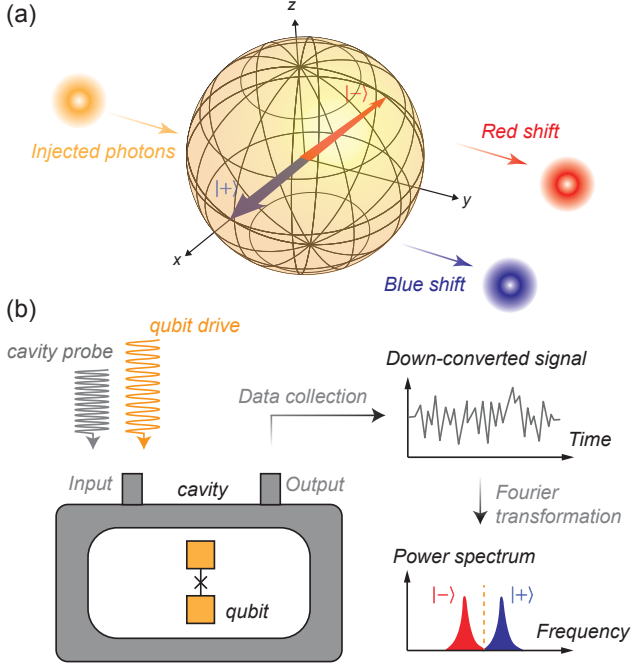 (a)
z
|−⟩
Injected photons
Red shift
|+⟩
y
x
Blue shift
(b)
qubit drive
cavity probe
Down-converted signal
Data collection
Time
Input
cavity
Output
Fourier
transformation
Power spectrum
|−⟩
|+⟩
qubit
Frequency